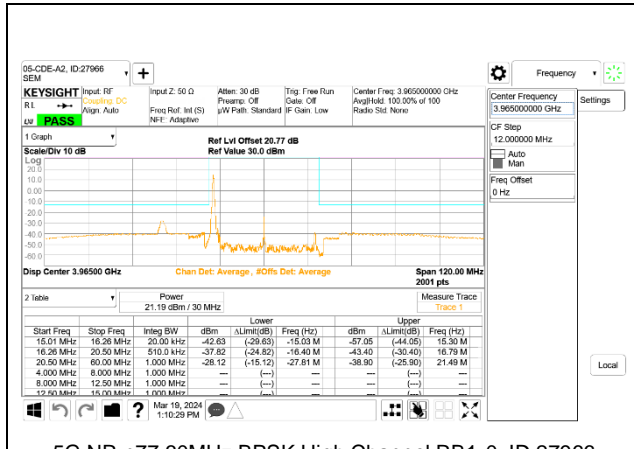 05-CDE-A2, ID:27966
SEM
Frequency
KEYSIGHT Input: RF Input Z: 50 Ω Atten: 30 dB Trig: Free Run Center Freq: 3.965000000 GHz
R L Coupling: DC Preamp: Off Gate: Off Avg|Hold: 100.00% of 100
Align: Auto Freq Ref: Int (S) µW Path: Standard IF Gain: Low Radio Std: None
NFE: Adaptive
PASS
Center Frequency
3.965000000 GHz
Settings
CF Step
12.000000 MHz
Auto
Man
Freq Offset
0 Hz
1 Graph
Ref Lvl Offset 20.77 dB
Scale/Div 10 dB Ref Value 30.0 dBm
Log
20.0
10.0
0.00
-10.0
-20.0
-30.0
-40.0
-50.0
-60.0
Disp Center 3.96500 GHz Chan Det: Average , #Offs Det: Average Span 120.00 MHz
2001 pts
2 Table Power Measure Trace
21.19 dBm / 30 MHz Trace 1
Lower Upper
Start Freq Stop Freq Integ BW dBm ΔLimit(dB) Freq (Hz) dBm ΔLimit(dB) Freq (Hz)
15.01 MHz 16.26 MHz 20.00 kHz -42.63 (-29.63) -15.03 M -57.05 (-44.05) 15.30 M
16.26 MHz 20.50 MHz 510.0 kHz -37.82 (-24.82) -16.40 M -43.40 (-30.40) 16.79 M
20.50 MHz 60.00 MHz 1.000 MHz -28.12 (-15.12) -27.81 M -38.90 (-25.90) 21.49 M
4.000 MHz 8.000 MHz 1.000 MHz --- (---) --- (---)
8.000 MHz 12.50 MHz 1.000 MHz --- (---) --- (---)
12.50 MHz 15.00 MHz 1.000 MHz --- (---) --- (---)
Local
? Mar 19, 2024
1:10:29 PM